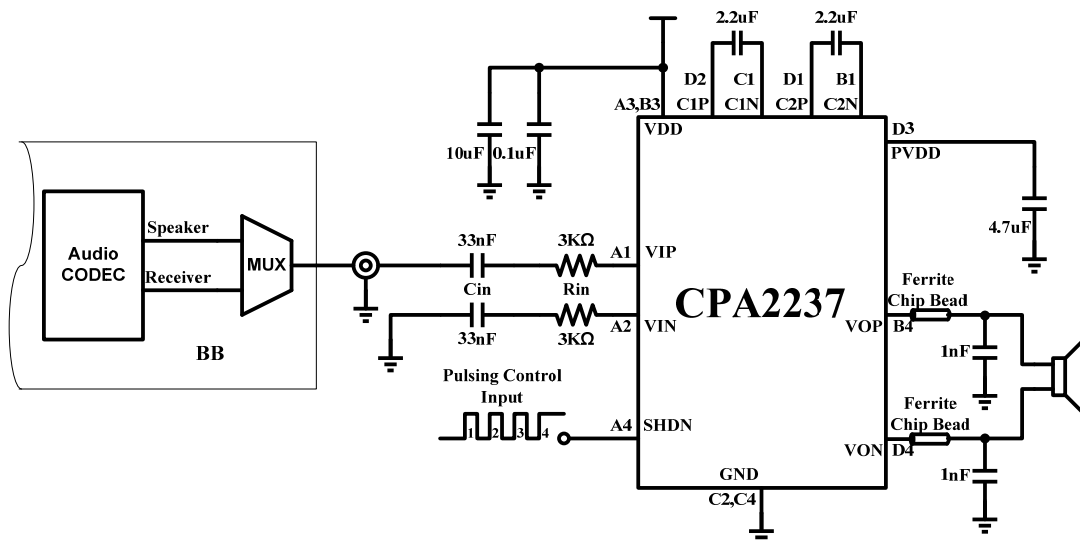 2.2uF
2.2uF
D2
C1
D1
B1
A3,B3
C1P
C1N
C2P
C2N
VDD
D3
PVDD
10uF
0.1uF
4.7uF
Audio
CODEC
Speaker
Receiver
MUX
BB
33nF
3KΩ
A1
VIP
Cin
Rin
A2
VIN
33nF
3KΩ
CPA2237
Ferrite
Chip Bead
VOP
B4
1nF
Pulsing Control
Input
1
2
3
4
A4
SHDN
Ferrite
Chip Bead
VON
D4
1nF
GND
C2,C4